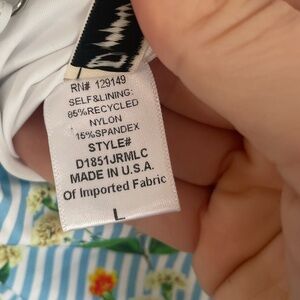 RN# 129149
SELF&LINING:
85%RECYCLED
NYLON
15%SPANDEX
STYLE#
D1851JRMLC
MADE IN U.S.A.
Of Imported Fabric
L